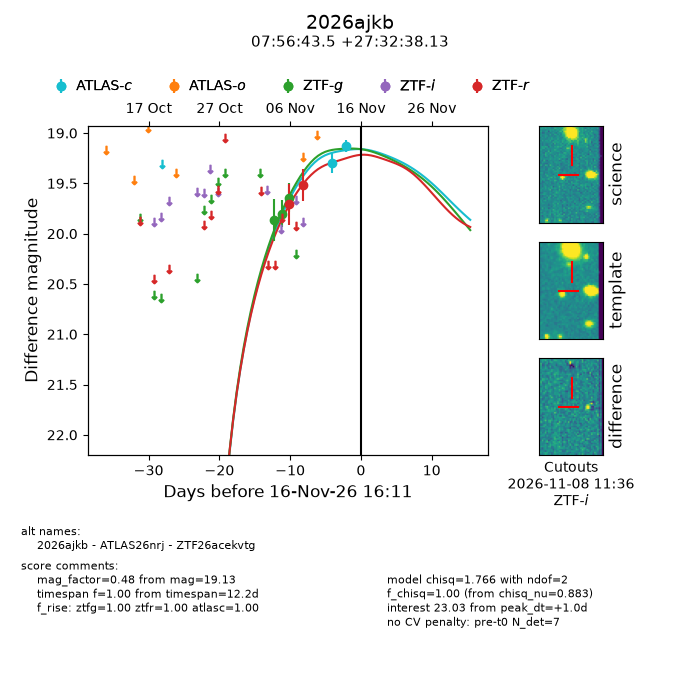 2026ajkb
07:56:43.5 +27:32:38.13
ATLAS-c
ATLAS-o
ZTF-g
ZTF-i
ZTF-r
17 Oct
27 Oct
06 Nov
16 Nov
26 Nov
19.0
19.5
20.0
20.5
21.0
21.5
22.0
Difference magnitude
−30
−20
−10
0
10
Days before 16-Nov-26 16:11
science
template
difference
Cutouts
2026-11-08 11:36
ZTF-i
alt names:
2026ajkb - ATLAS26nrj - ZTF26acekvtg
score comments:
mag_factor=0.48 from mag=19.13
timespan f=1.00 from timespan=12.2d
f_rise: ztfg=1.00 ztfr=1.00 atlasc=1.00
model chisq=1.766 with ndof=2
f_chisq=1.00 (from chisq_nu=0.883)
interest 23.03 from peak_dt=+1.0d
no CV penalty: pre-t0 N_det=7